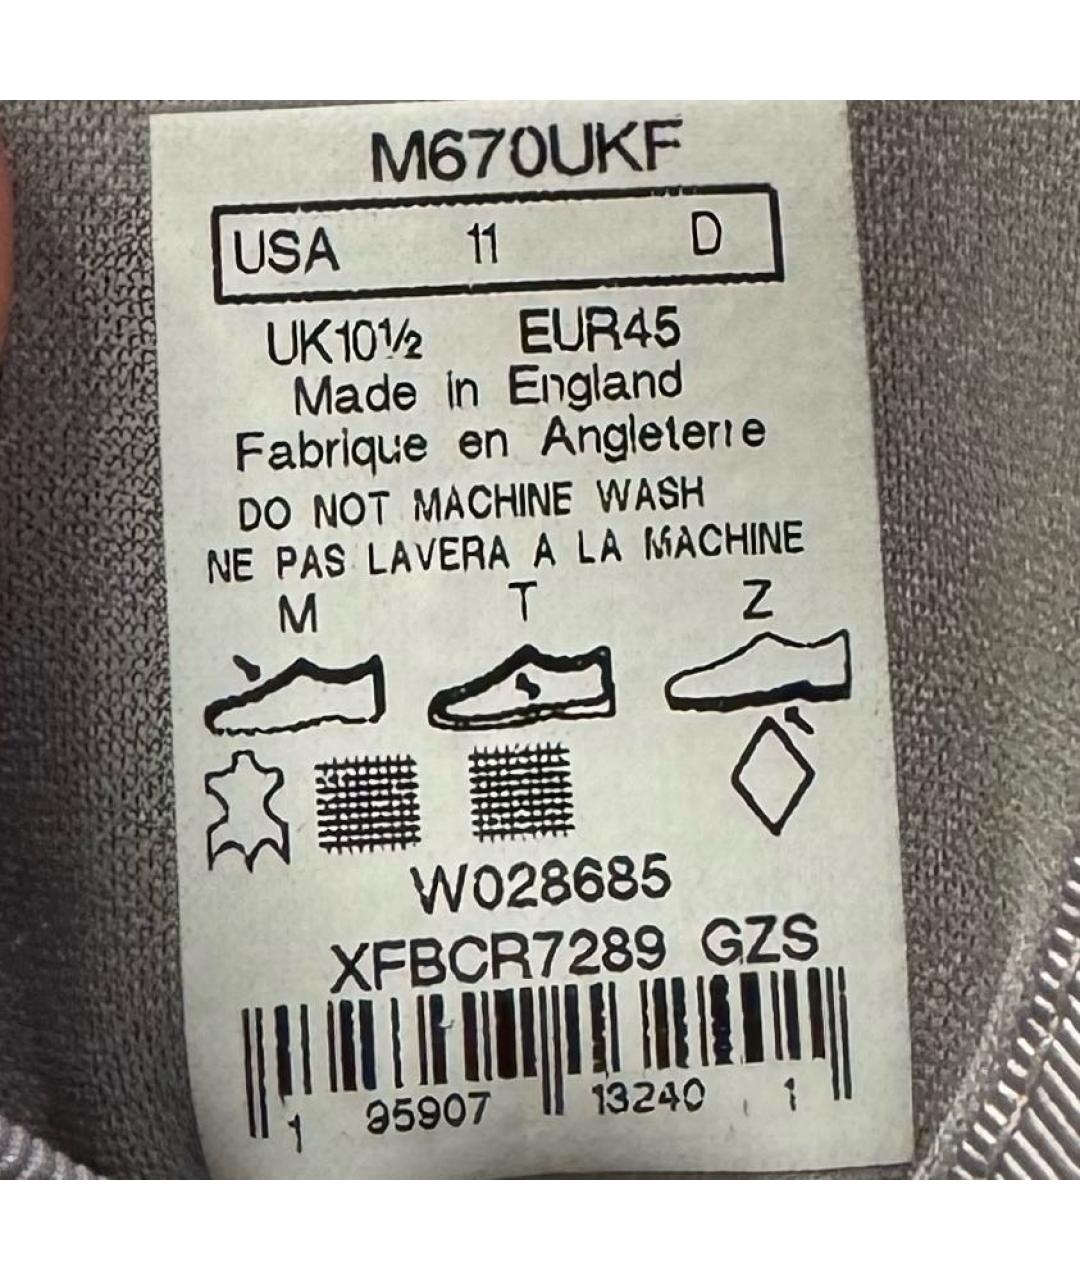 M670UKF
USA 11 D
UK10½ EUR45
Made in England
Fabrique en Angleterre
DO NOT MACHINE WASH
NE PAS LAVERA A LA MACHINE
M T Z
W028685
XFBCR7289 GZS
1 95907 13240 1